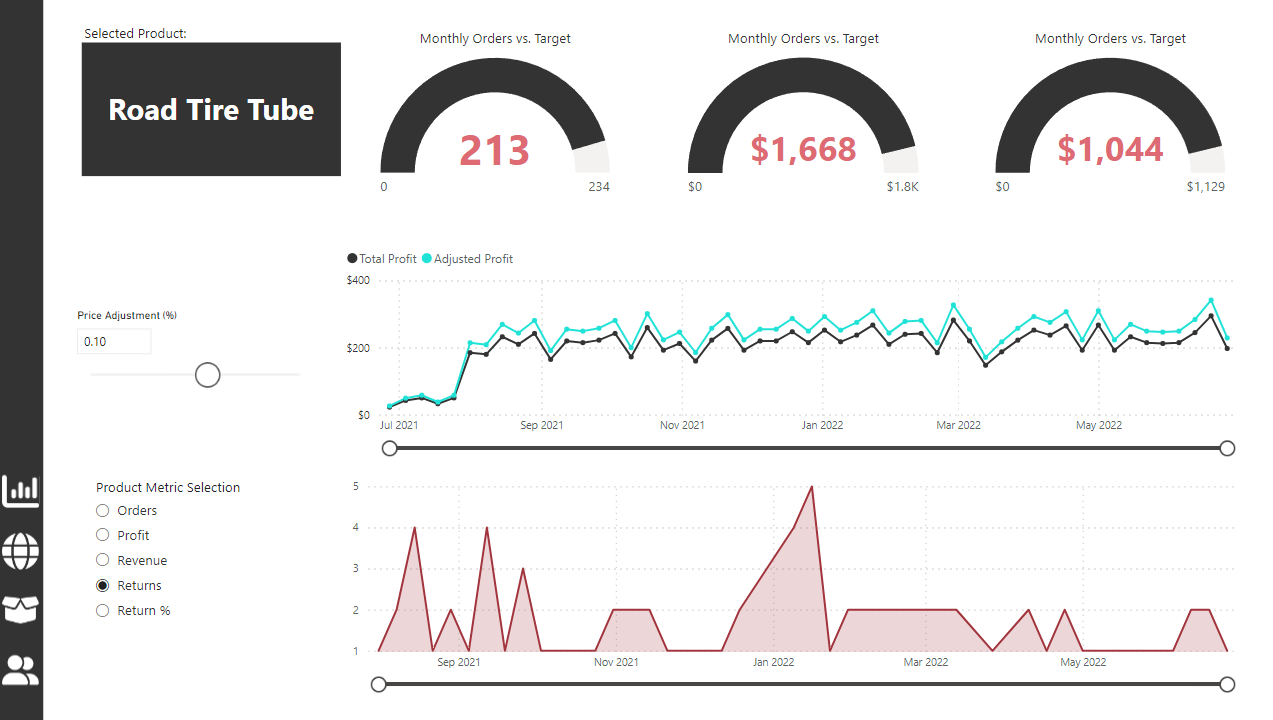 Selected Product:
Road Tire Tube
Monthly Orders vs. Target
213
0
234
Monthly Orders vs. Target
$1,668
$0
$1.8K
Monthly Orders vs. Target
$1,044
$0
$1,129
Price Adjustment (%)
0.10
Total Profit Adjusted Profit
$400
$200
$0
Jul 2021 Sep 2021 Nov 2021 Jan 2022 Mar 2022 May 2022
Product Metric Selection
Orders
Profit
Revenue
Returns
Return %
5
4
3
2
1
Sep 2021 Nov 2021 Jan 2022 Mar 2022 May 2022